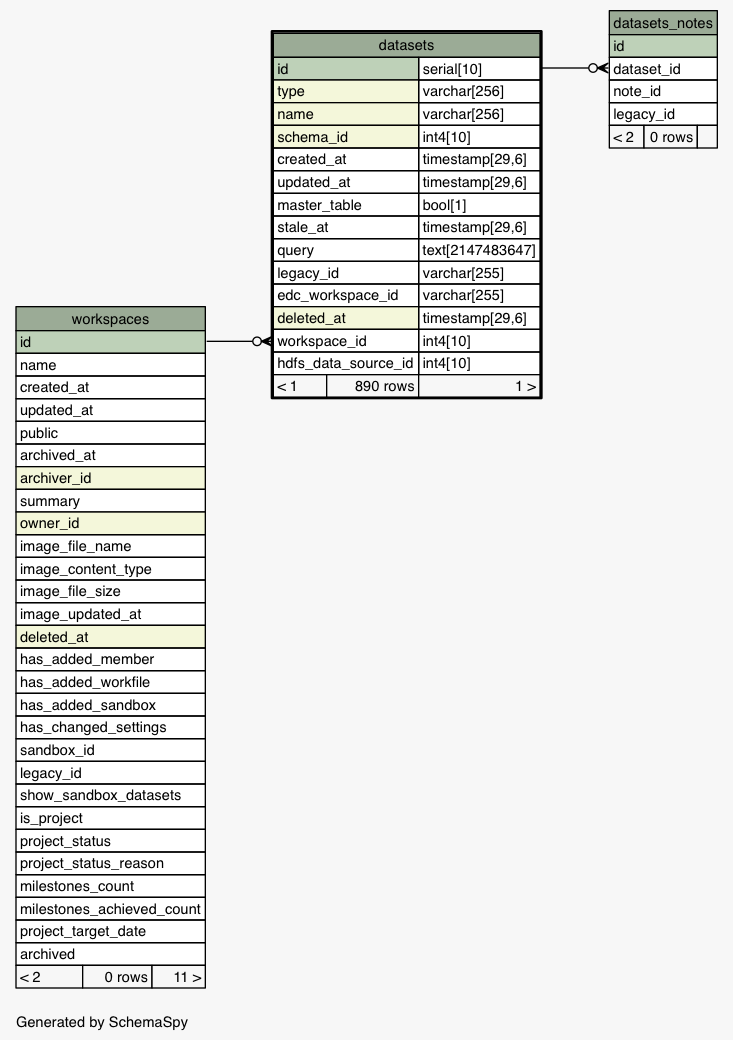 datasets_notes
id
dataset_id
note_id
legacy_id
< 2 0 rows
datasets
id serial[10]
type varchar[256]
name varchar[256]
schema_id int4[10]
created_at timestamp[29,6]
updated_at timestamp[29,6]
master_table bool[1]
stale_at timestamp[29,6]
query text[2147483647]
legacy_id varchar[255]
edc_workspace_id varchar[255]
deleted_at timestamp[29,6]
workspace_id int4[10]
hdfs_data_source_id int4[10]
< 1 890 rows 1 >
workspaces
id
name
created_at
updated_at
public
archived_at
archiver_id
summary
owner_id
image_file_name
image_content_type
image_file_size
image_updated_at
deleted_at
has_added_member
has_added_workfile
has_added_sandbox
has_changed_settings
sandbox_id
legacy_id
show_sandbox_datasets
is_project
project_status
project_status_reason
milestones_count
milestones_achieved_count
project_target_date
archived
< 2 0 rows 11 >
Generated by SchemaSpy